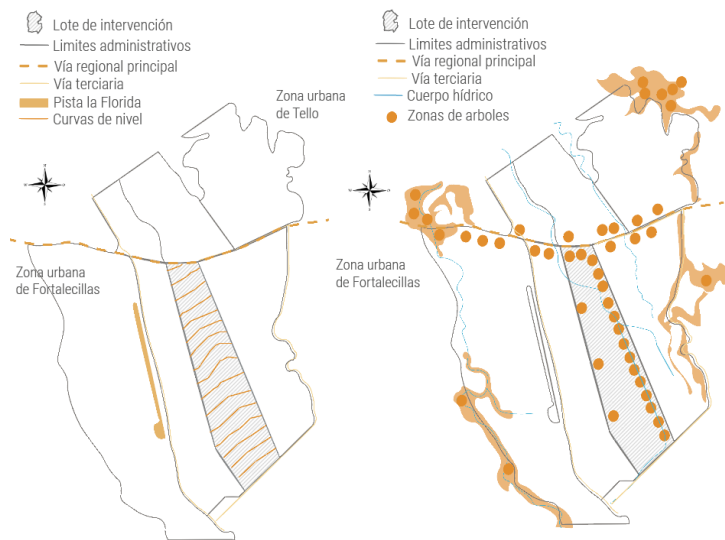 Lote de intervención
Limites administrativos
Vía regional principal
Vía terciaria
Pista la Florida
Curvas de nivel
Zona urbana
de Tello
Zona urbana
de Fortalecillas
Lote de intervención
Limites administrativos
Vía regional principal
Vía terciaria
Cuerpo hídrico
Zonas de arboles
Zona urbana
de Fortalecillas